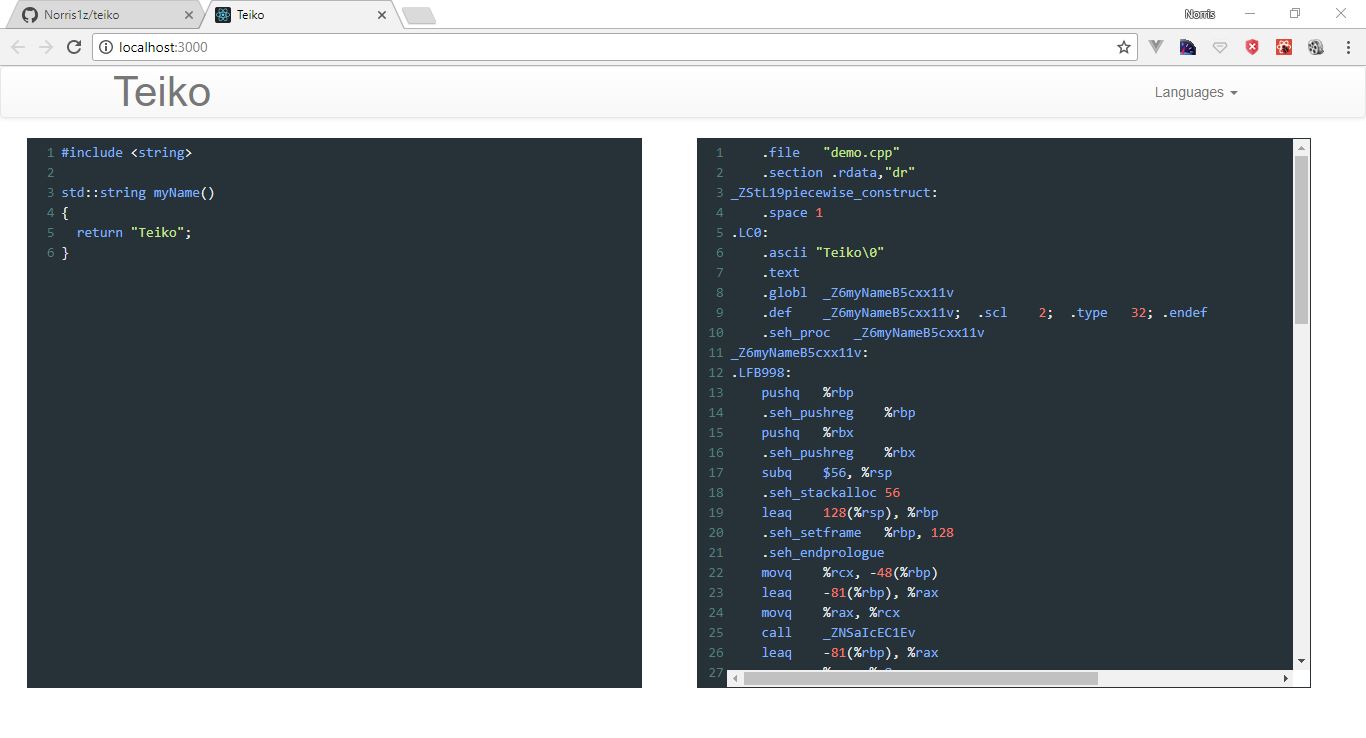 Norris1z/teiko
Teiko
Norris
localhost:3000
Teiko
Languages
1 #include <string>
2
3 std::string myName()
4 {
5   return "Teiko";
6 }
1     .file   "demo.cpp"
2     .section .rdata,"dr"
3 _ZStL19piecewise_construct:
4     .space 1
5 .LC0:
6     .ascii "Teiko\0"
7     .text
8     .globl  _Z6myNameB5cxx11v
9     .def    _Z6myNameB5cxx11v;  .scl    2;  .type   32; .endef
10     .seh_proc   _Z6myNameB5cxx11v
11 _Z6myNameB5cxx11v:
12 .LFB998:
13     pushq   %rbp
14     .seh_pushreg    %rbp
15     pushq   %rbx
16     .seh_pushreg    %rbx
17     subq    $56, %rsp
18     .seh_stackalloc 56
19     leaq    128(%rsp), %rbp
20     .seh_setframe   %rbp, 128
21     .seh_endprologue
22     movq    %rcx, -48(%rbp)
23     leaq    -81(%rbp), %rax
24     movq    %rax, %rcx
25     call    _ZNSaIcEC1Ev
26     leaq    -81(%rbp), %rax
27